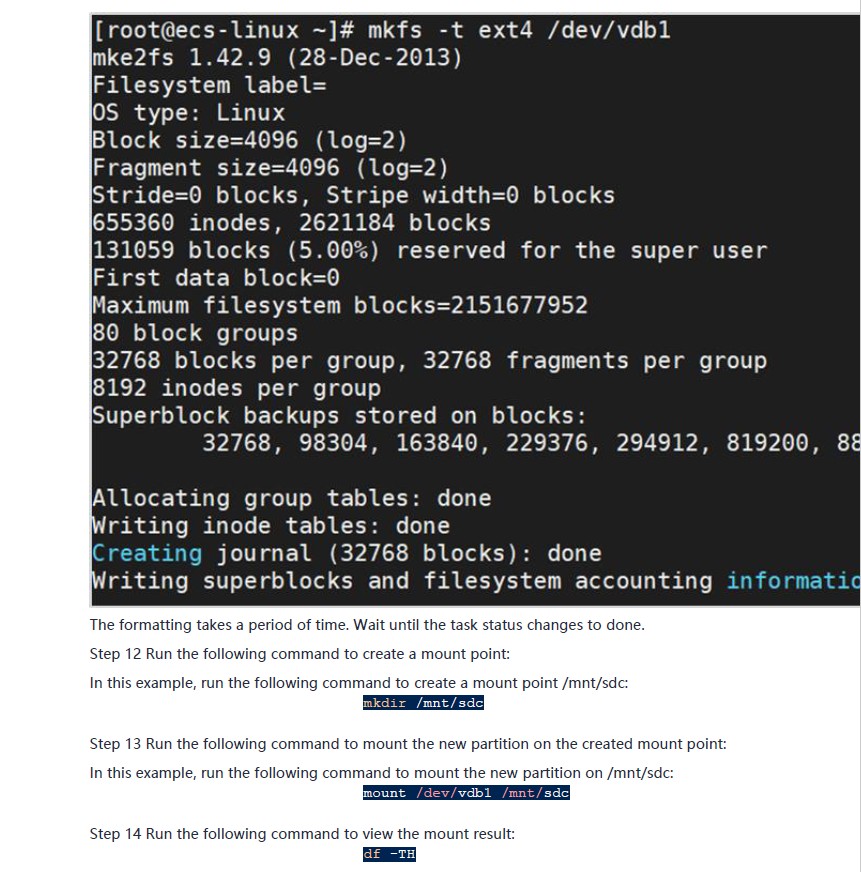 [root@ecs-linux ~]# mkfs -t ext4 /dev/vdb1
mke2fs 1.42.9 (28-Dec-2013)
Filesystem label=
OS type: Linux
Block size=4096 (log=2)
Fragment size=4096 (log=2)
Stride=0 blocks, Stripe width=0 blocks
655360 inodes, 2621184 blocks
131059 blocks (5.00%) reserved for the super user
First data block=0
Maximum filesystem blocks=2151677952
80 block groups
32768 blocks per group, 32768 fragments per group
8192 inodes per group
Superblock backups stored on blocks:
32768, 98304, 163840, 229376, 294912, 819200, 88
Allocating group tables: done
Writing inode tables: done
Creating journal (32768 blocks): done
Writing superblocks and filesystem accounting informatio
The formatting takes a period of time. Wait until the task status changes to done.
Step 12 Run the following command to create a mount point:
In this example, run the following command to create a mount point /mnt/sdc:
mkdir /mnt/sdc
Step 13 Run the following command to mount the new partition on the created mount point:
In this example, run the following command to mount the new partition on /mnt/sdc:
mount /dev/vdb1 /mnt/sdc
Step 14 Run the following command to view the mount result:
df -TH